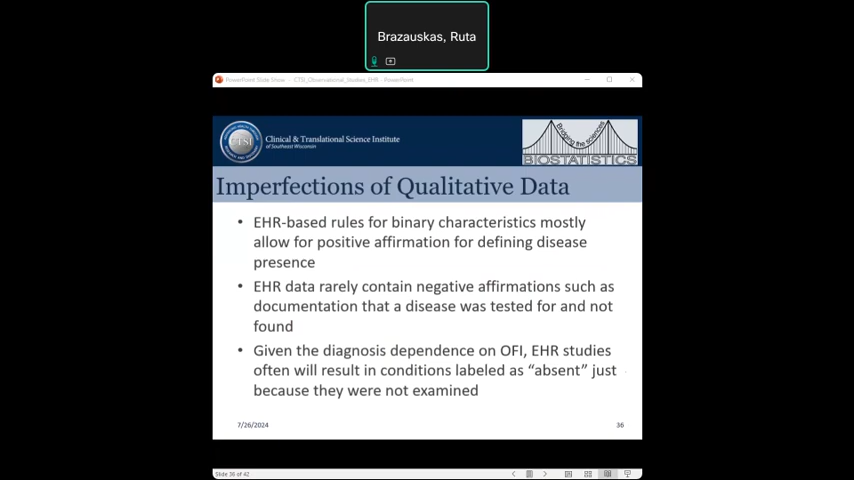 Brazauskas, Ruta
PowerPoint Slide Show - CTSI_Observational_Studies_EHR - PowerPoint
CTSI
Clinical & Translational Science Institute
of Southeast Wisconsin
Bridging the sciences
BIOSTATISTICS
Imperfections of Qualitative Data
• EHR-based rules for binary characteristics mostly
allow for positive affirmation for defining disease
presence
• EHR data rarely contain negative affirmations such as
documentation that a disease was tested for and not
found
• Given the diagnosis dependence on OFI, EHR studies
often will result in conditions labeled as “absent” just
because they were not examined
7/26/2024
36
Slide 36 of 42